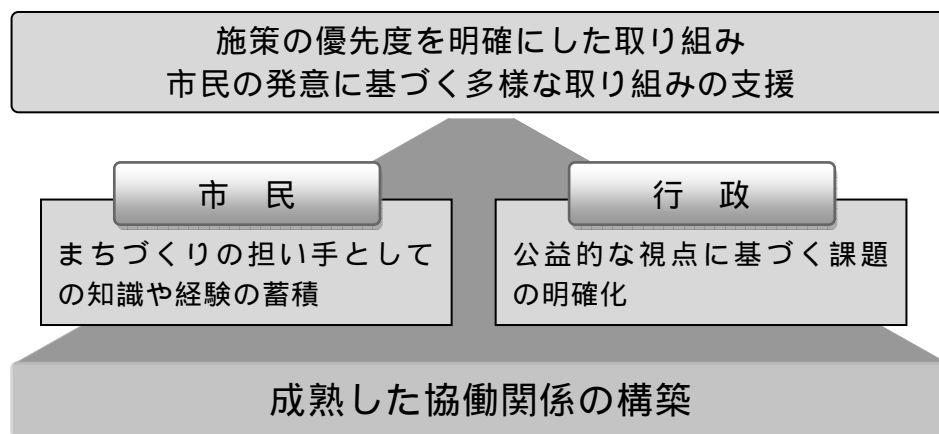 施策の優先度を明確にした取り組み
市民の発意に基づく多様な取り組みの支援
市　民
まちづくりの担い手として
の知識や経験の蓄積
行　政
公益的な視点に基づく課題
の明確化
成熟した協働関係の構築